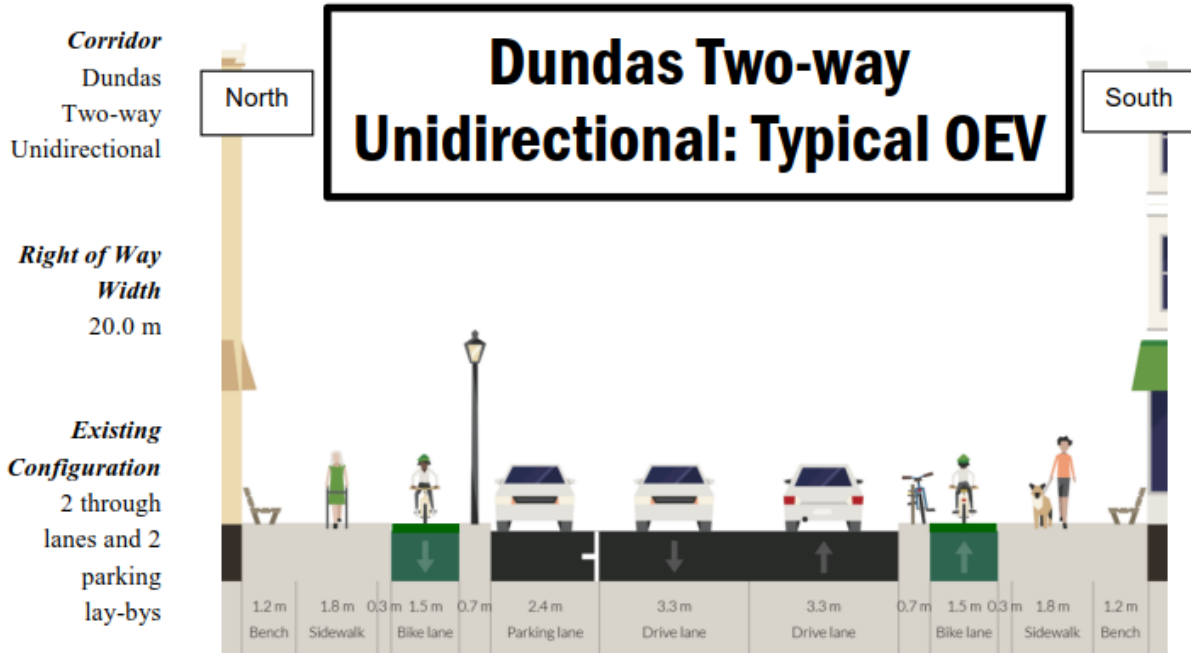 Corridor
Dundas
Two-way
Unidirectional
Right of Way
Width
20.0 m
Existing
Configuration
2 through
lanes and 2
parking
lay-bys
North
Dundas Two-way
Unidirectional: Typical OEV
South
1.2 m 1.8 m 0.3 m 1.5 m 0.7 m 2.4 m 3.3 m 3.3 m 0.7 m 1.5 m 0.3 m 1.8 m 1.2 m
Bench Sidewalk Bike lane Parking lane Drive lane Drive lane Bike lane Sidewalk Bench